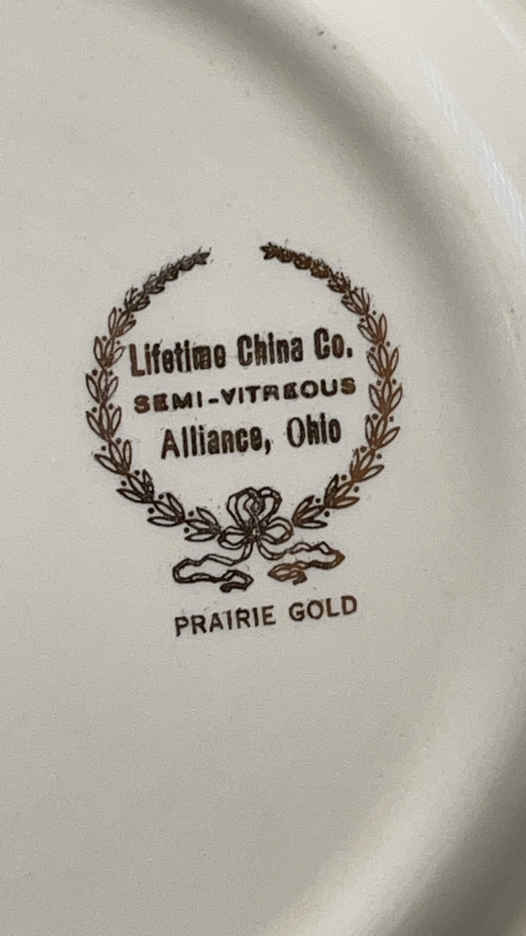 Lifetime China Co.
SEMI-VITREOUS
Alliance, Ohio
PRAIRIE GOLD